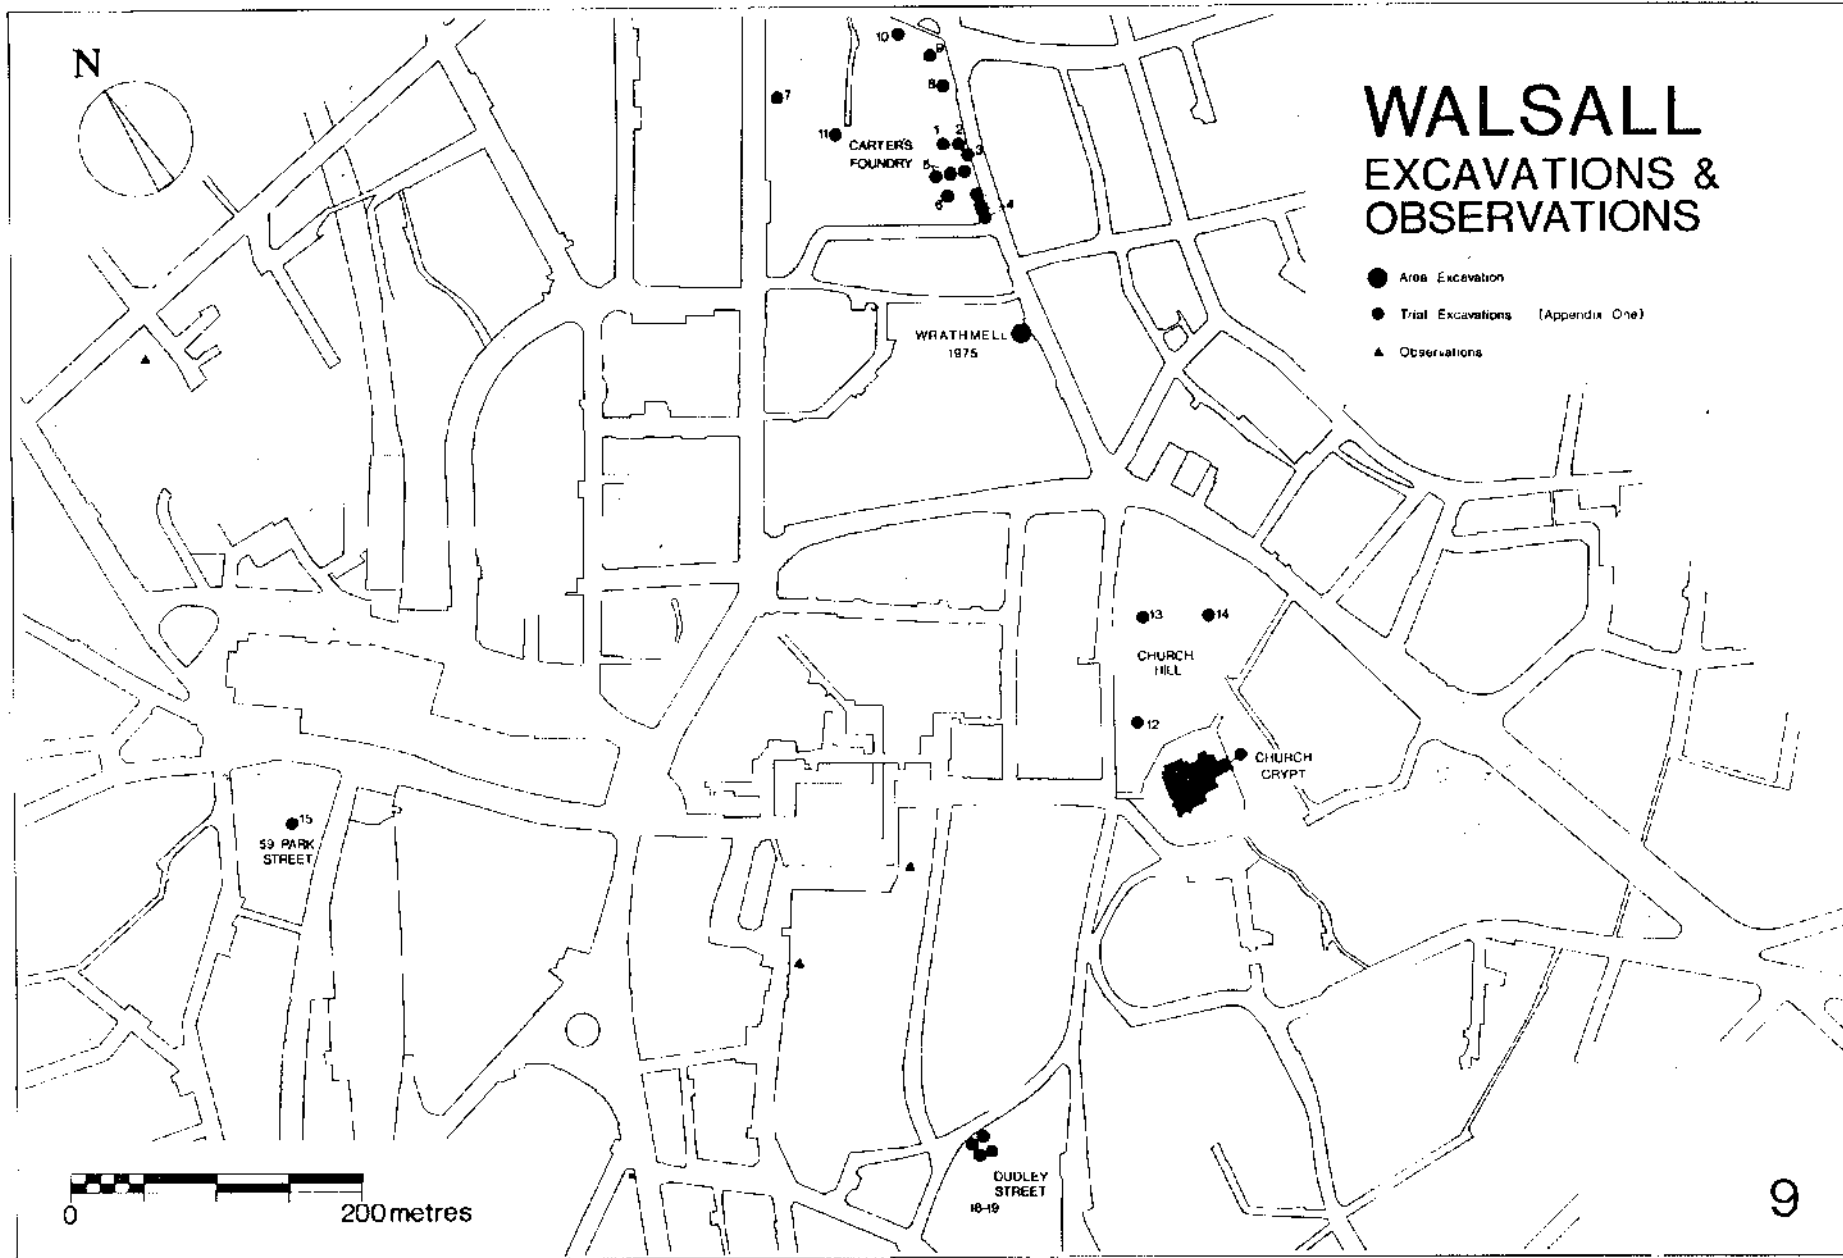 N
WALSALL
EXCAVATIONS &
OBSERVATIONS
Area Excavation
Trial Excavations (Appendix One)
Observations
10
9
8
7
11
CARTER'S
FOUNDRY
1
2
3
5
6
4
WRATHMELL
1975
13
14
CHURCH
HILL
12
CHURCH
CRYPT
15
59 PARK
STREET
DUDLEY
STREET
18-19
0
200 metres
9